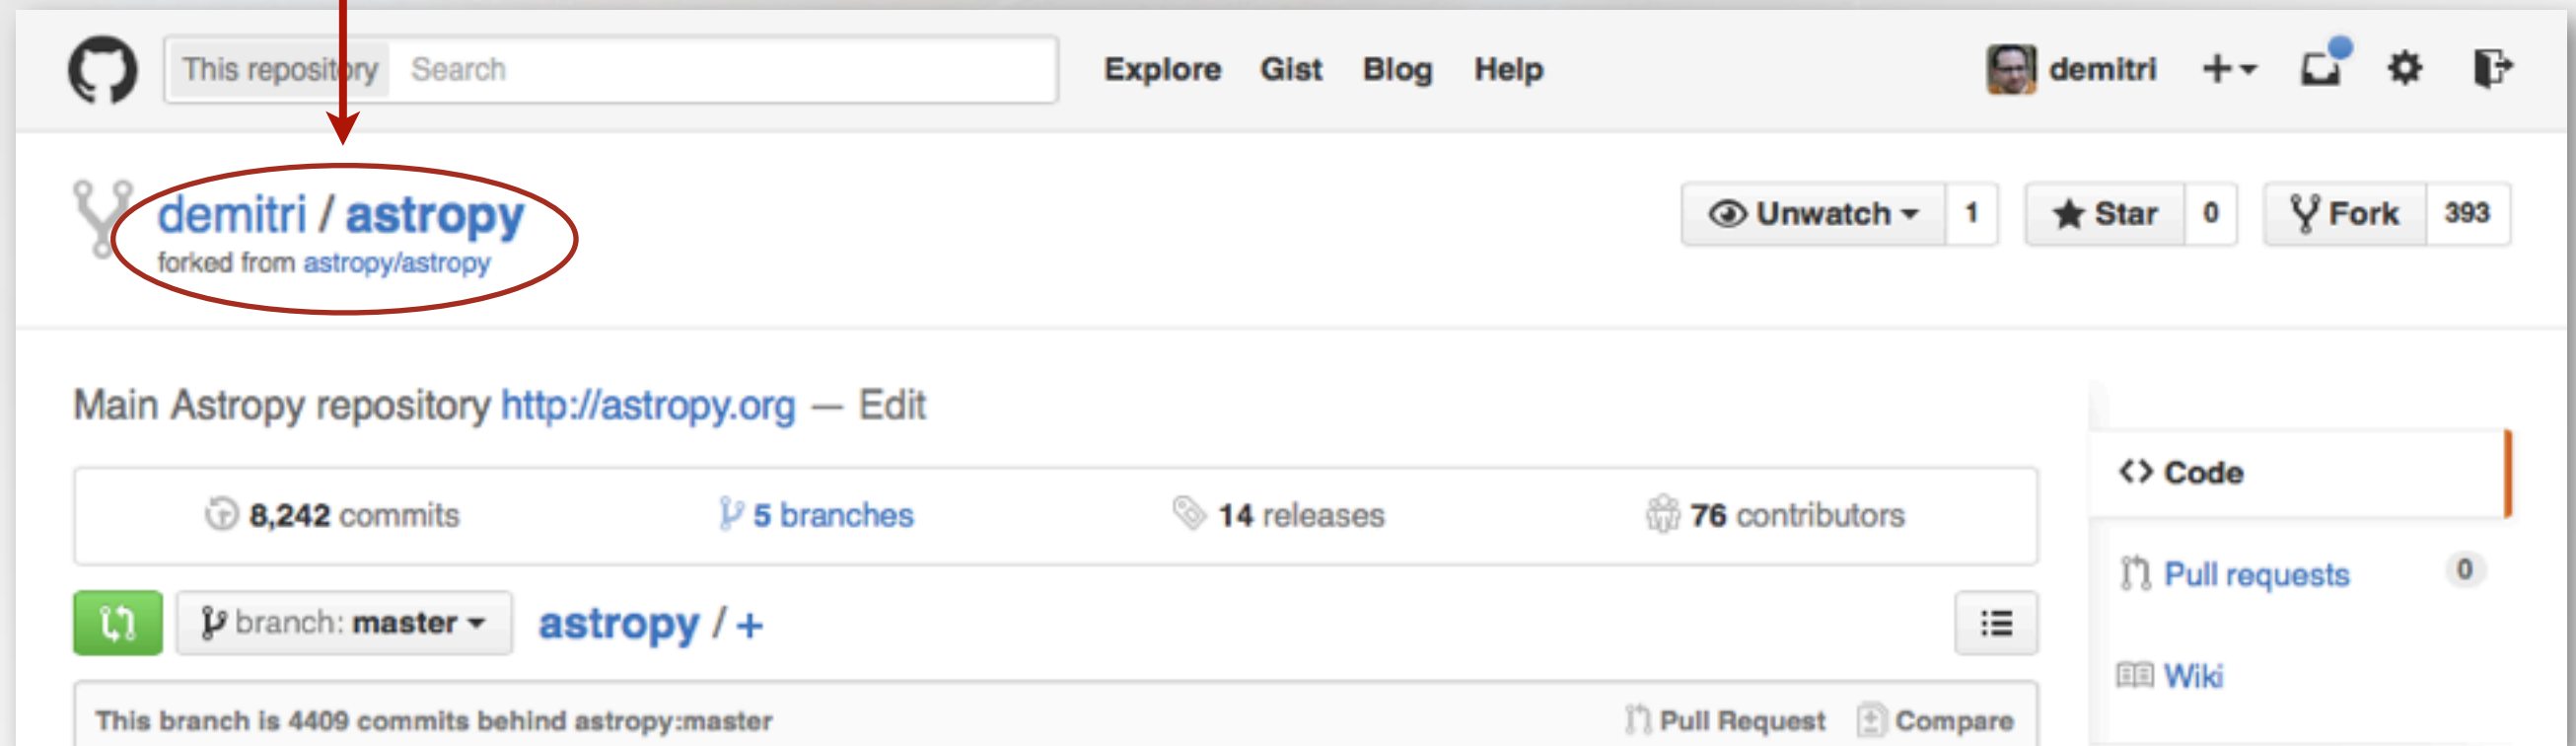 This repository Search Explore Gist Blog Help demitri
demitri / astropy Unwatch 1 Star 0 Fork 393
forked from astropy/astropy
Main Astropy repository http://astropy.org — Edit
Code
8,242 commits 5 branches 14 releases 76 contributors
Pull requests 0
branch: master astropy / +
Wiki
This branch is 4409 commits behind astropy:master Pull Request Compare